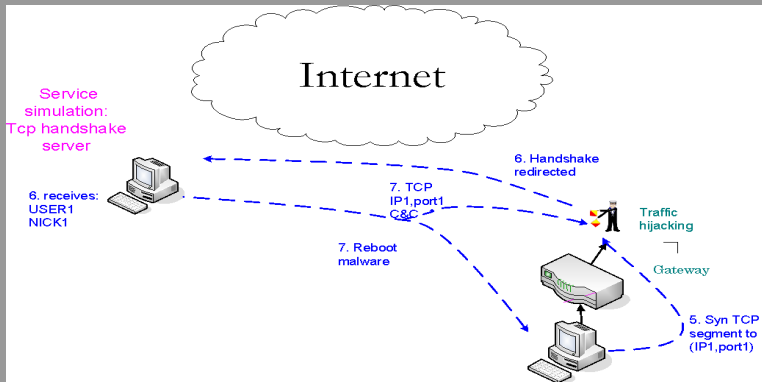 Internet
Service
simulation:
Tcp handshake
server
6. Handshake
redirected
6. receives:
USER1
NICK1
7. TCP
IP1,port1
C&C
Traffic
hijacking
7. Reboot
malware
Gateway
5. Syn TCP
segment to
(IP1,port1)